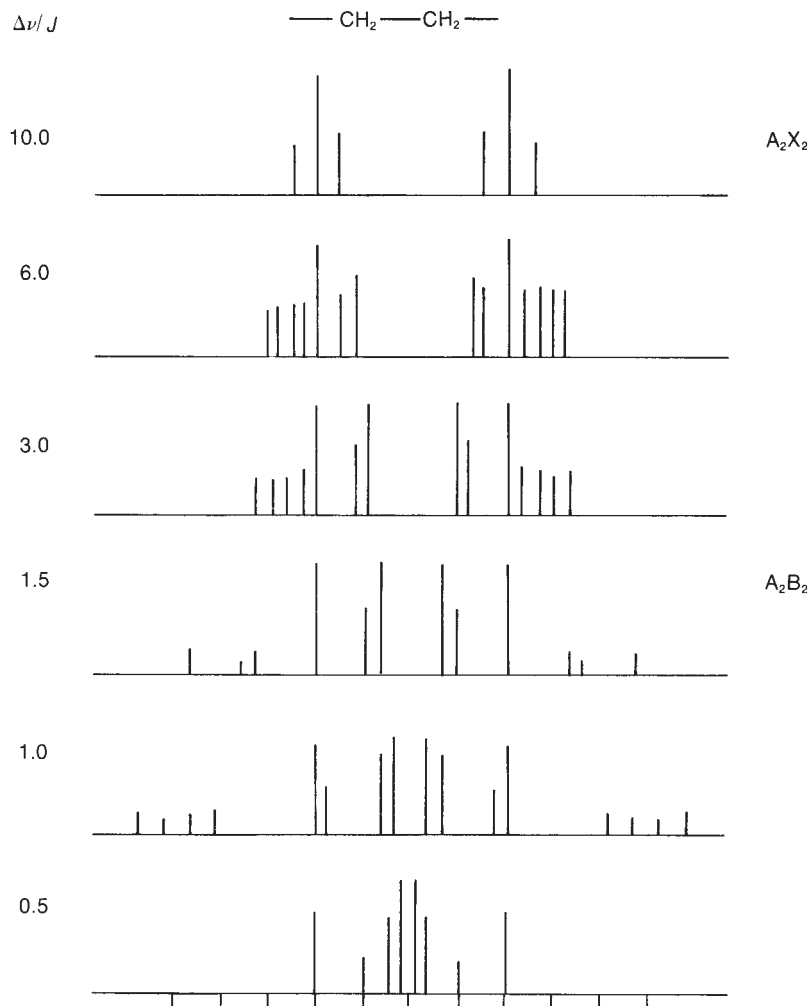 Δν/J
— CH₂ — CH₂ —
10.0
A₂X₂
6.0
3.0
1.5
A₂B₂
1.0
0.5